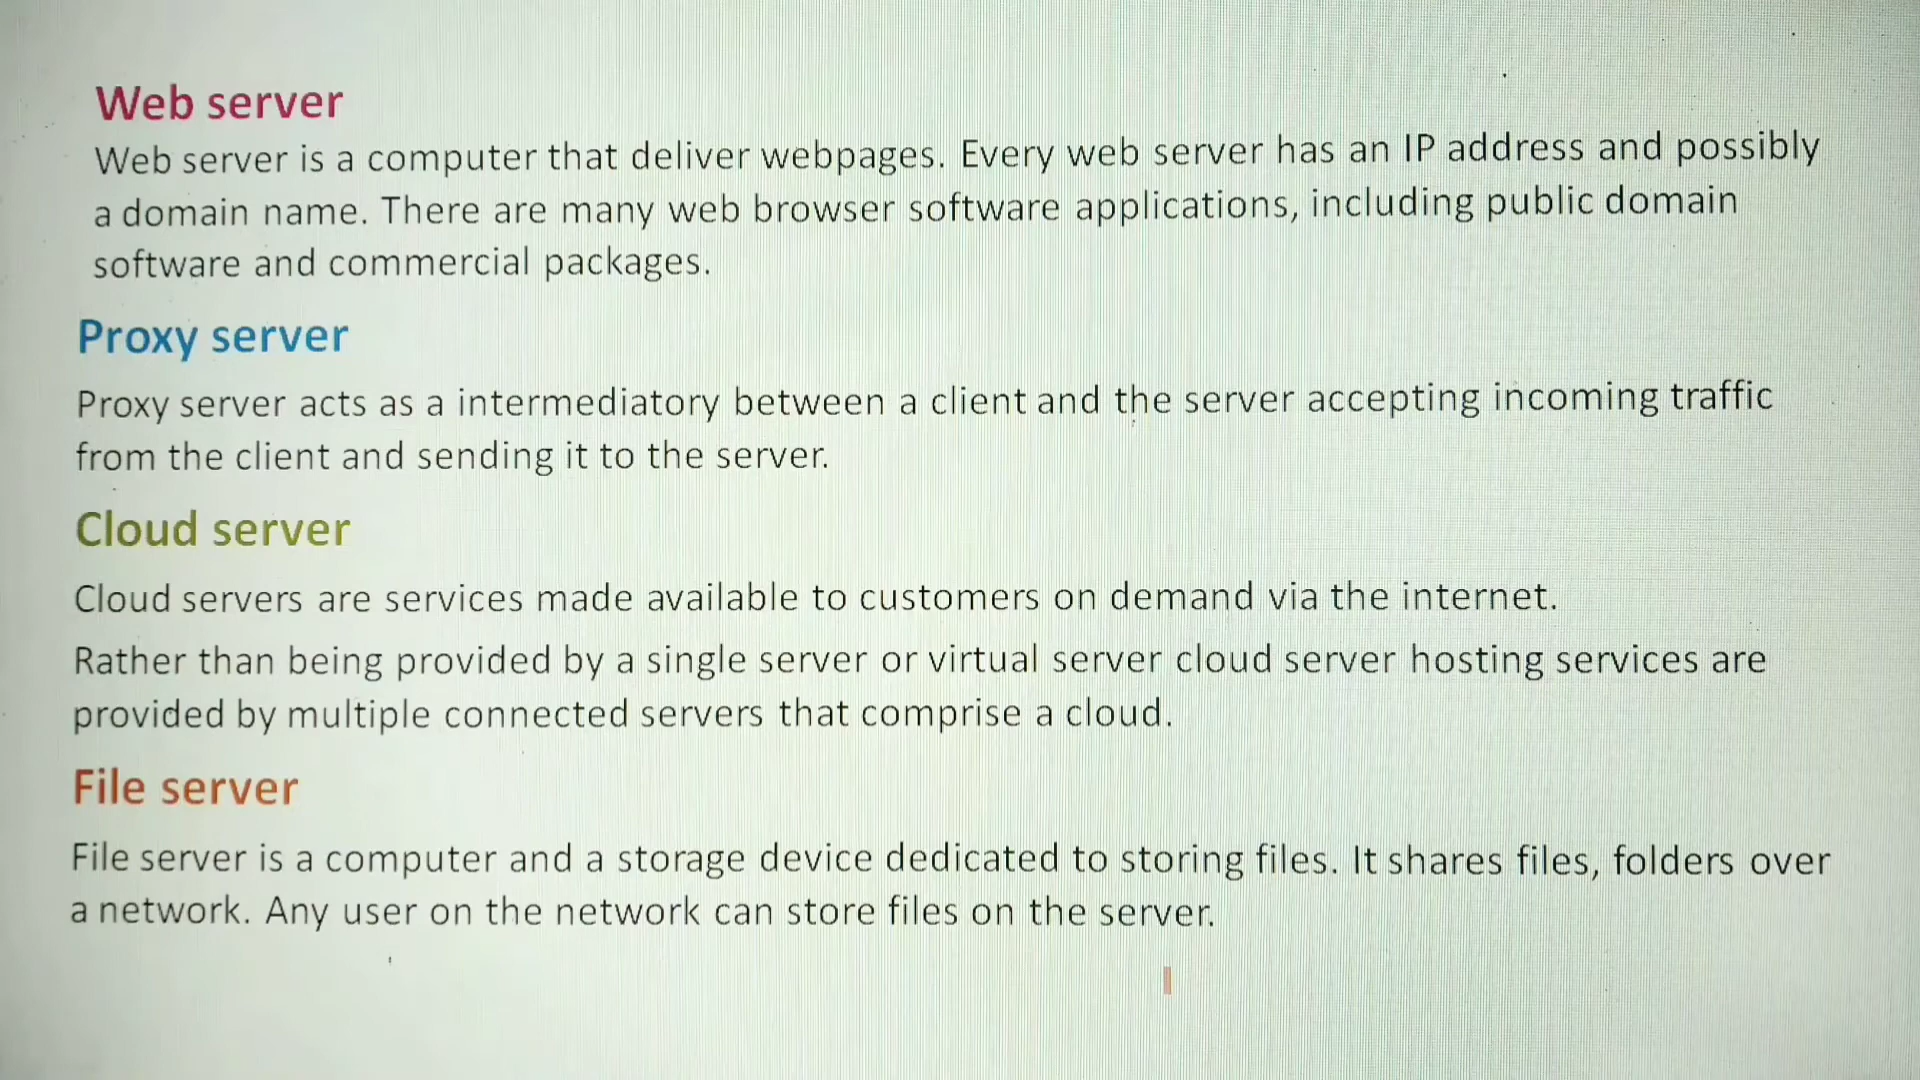 Web server
Web server is a computer that deliver webpages. Every web server has an IP address and possibly
a domain name. There are many web browser software applications, including public domain
software and commercial packages.
Proxy server
Proxy server acts as a intermediatory between a client and the server accepting incoming traffic
from the client and sending it to the server.
Cloud server
Cloud servers are services made available to customers on demand via the internet.
Rather than being provided by a single server or virtual server cloud server hosting services are
provided by multiple connected servers that comprise a cloud.
File server
File server is a computer and a storage device dedicated to storing files. It shares files, folders over
a network. Any user on the network can store files on the server.